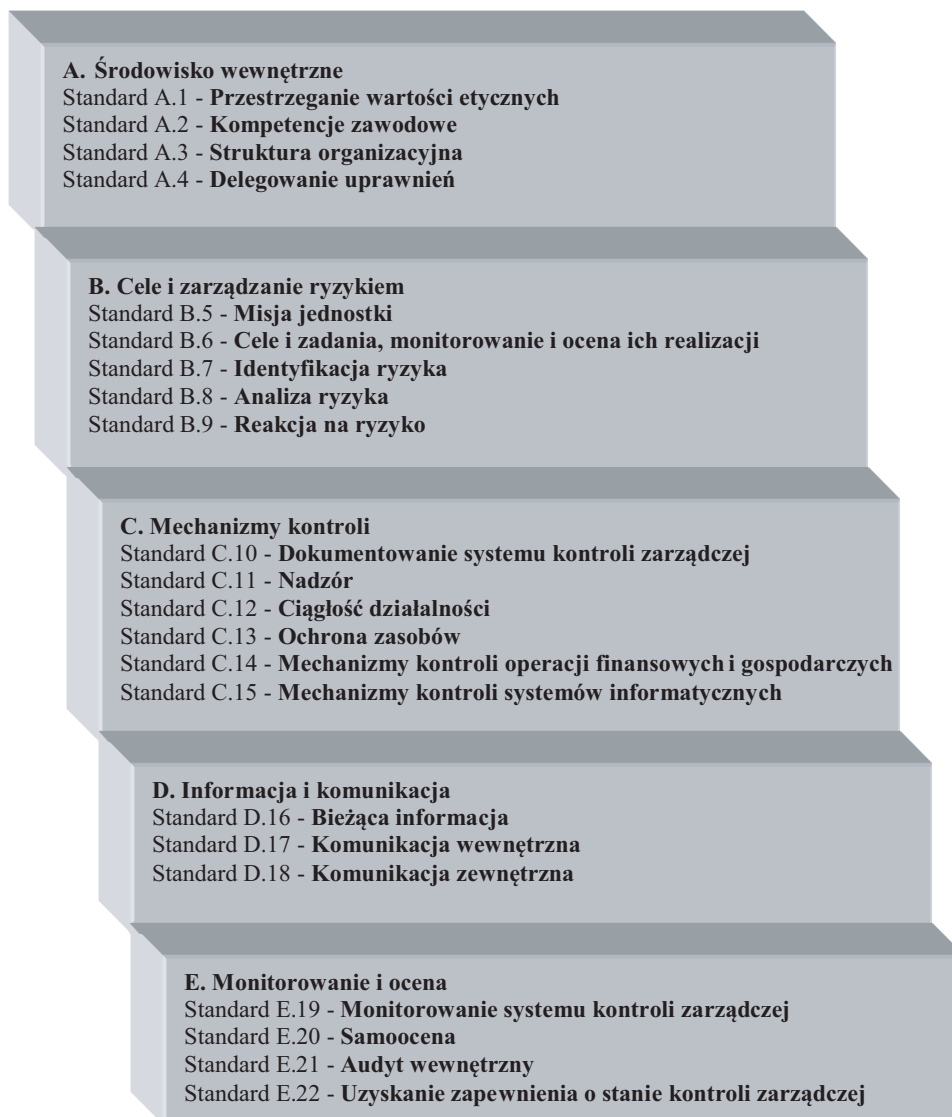 A. Środowisko wewnętrzne
Standard A.1 - Przestrzeganie wartości etycznych
Standard A.2 - Kompetencje zawodowe
Standard A.3 - Struktura organizacyjna
Standard A.4 - Delegowanie uprawnień
B. Cele i zarządzanie ryzykiem
Standard B.5 - Misja jednostki
Standard B.6 - Cele i zadania, monitorowanie i ocena ich realizacji
Standard B.7 - Identyfikacja ryzyka
Standard B.8 - Analiza ryzyka
Standard B.9 - Reakcja na ryzyko
C. Mechanizmy kontroli
Standard C.10 - Dokumentowanie systemu kontroli zarządczej
Standard C.11 - Nadzór
Standard C.12 - Ciągłość działalności
Standard C.13 - Ochrona zasobów
Standard C.14 - Mechanizmy kontroli operacji finansowych i gospodarczych
Standard C.15 - Mechanizmy kontroli systemów informatycznych
D. Informacja i komunikacja
Standard D.16 - Bieżąca informacja
Standard D.17 - Komunikacja wewnętrzna
Standard D.18 - Komunikacja zewnętrzna
E. Monitorowanie i ocena
Standard E.19 - Monitorowanie systemu kontroli zarządczej
Standard E.20 - Samoocena
Standard E.21 - Audyt wewnętrzny
Standard E.22 - Uzyskanie zapewnienia o stanie kontroli zarządczej